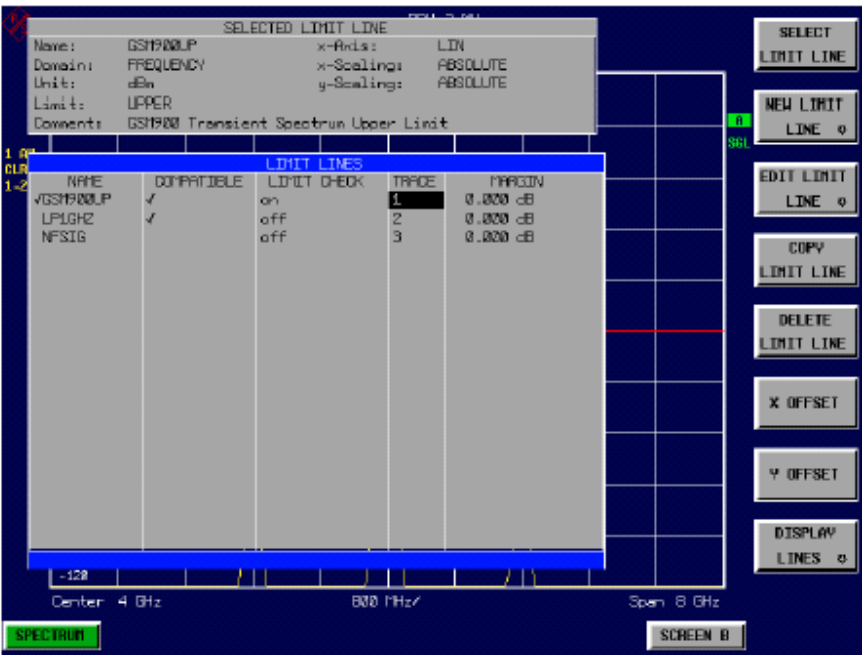 SELECTED LIMIT LINE
Name: GSM900UP x-Axis: LIN
Domain: FREQUENCY x-Scaling: ABSOLUTE
Unit: dBm y-Scaling: ABSOLUTE
Limit: UPPER
Comment: GSM900 Transient Spectrum Upper Limit
LIMIT LINES
NAME COMPATIBLE LIMIT CHECK TRACE MARGIN
√GSM900UP √ on 1 0.000 dB
LP1GHZ √ off 2 0.000 dB
NFSIG off 3 0.000 dB
-120
Center 4 GHz 800 MHz/ Span 8 GHz
SPECTRUM
SCREEN B
A
SGL
SELECT
LIMIT LINE
NEW LIMIT
LINE
EDIT LIMIT
LINE
COPY
LIMIT LINE
DELETE
LIMIT LINE
X OFFSET
Y OFFSET
DISPLAY
LINES